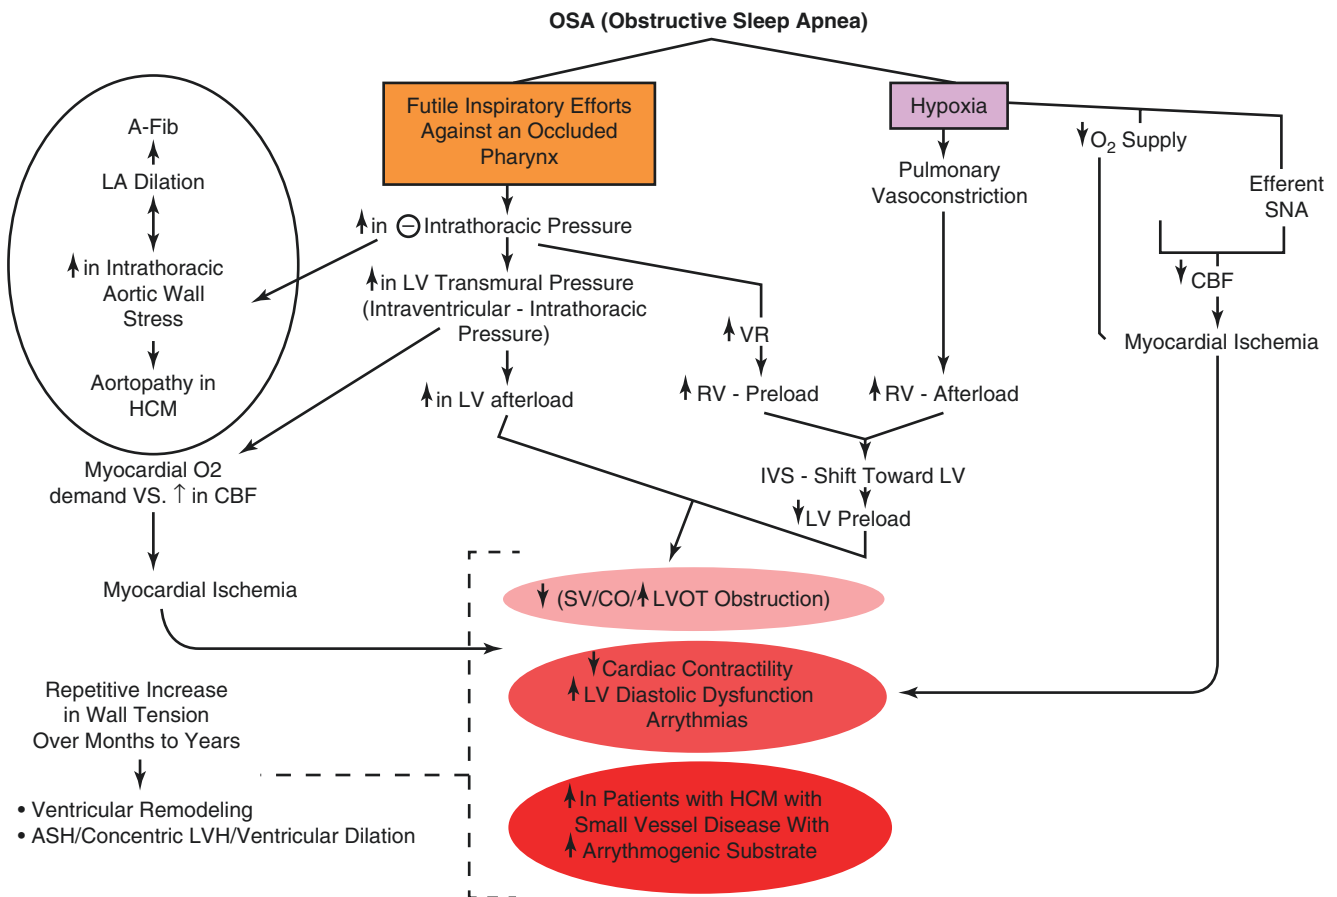 OSA (Obstructive Sleep Apnea)
Futile Inspiratory Efforts
Against an Occluded
Pharynx
Hypoxia
A-Fib
LA Dilation
↑ in Intrathoracic
Aortic Wall
Stress
Aortopathy in
HCM
↑ in ⊖ Intrathoracic Pressure
↑ in LV Transmural Pressure
(Intraventricular - Intrathoracic
Pressure)
↑ in LV afterload
↑ VR
↑ RV - Preload
Pulmonary
Vasoconstriction
↑ RV - Afterload
↓ O₂ Supply
Efferent
SNA
↓ CBF
Myocardial Ischemia
IVS - Shift Toward LV
↓ LV Preload
Myocardial O2
demand VS. ↑ in CBF
Myocardial Ischemia
↓ (SV/CO/↑ LVOT Obstruction)
↓ Cardiac Contractility
↑ LV Diastolic Dysfunction
Arrythmias
↑ In Patients with HCM with
Small Vessel Disease With
↑ Arrythmogenic Substrate
Repetitive Increase
in Wall Tension
Over Months to Years
• Ventricular Remodeling
• ASH/Concentric LVH/Ventricular Dilation